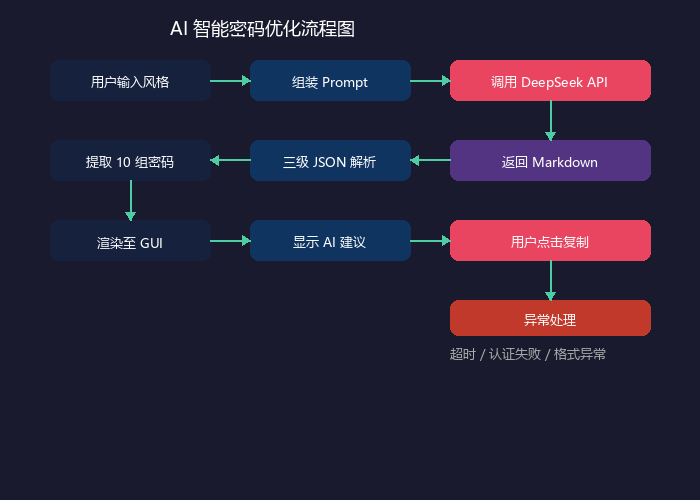 AI 智能密码优化流程图
用户输入风格
组装 Prompt
调用 DeepSeek API
提取 10 组密码
三级 JSON 解析
返回 Markdown
渲染至 GUI
显示 AI 建议
用户点击复制
异常处理
超时 / 认证失败 / 格式异常